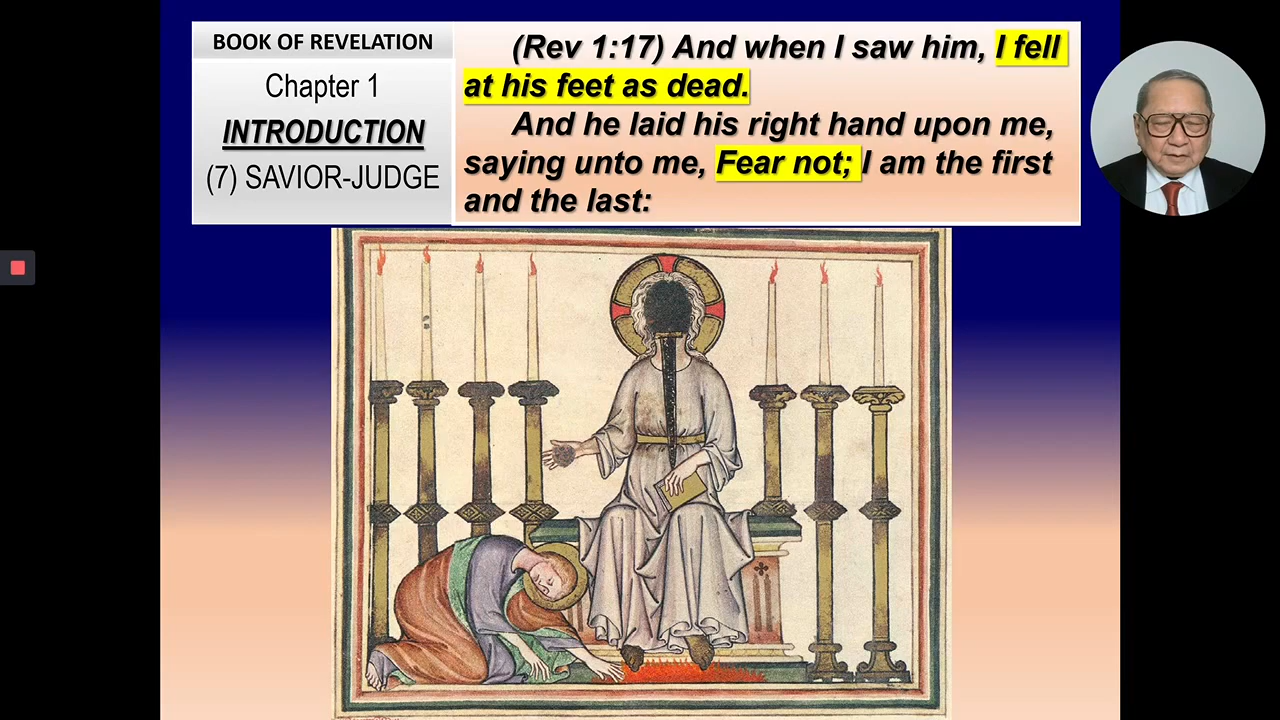 BOOK OF REVELATION
Chapter 1
INTRODUCTION
(7) SAVIOR-JUDGE
(Rev 1:17) And when I saw him, I fell
at his feet as dead.
And he laid his right hand upon me,
saying unto me, Fear not; I am the first
and the last: